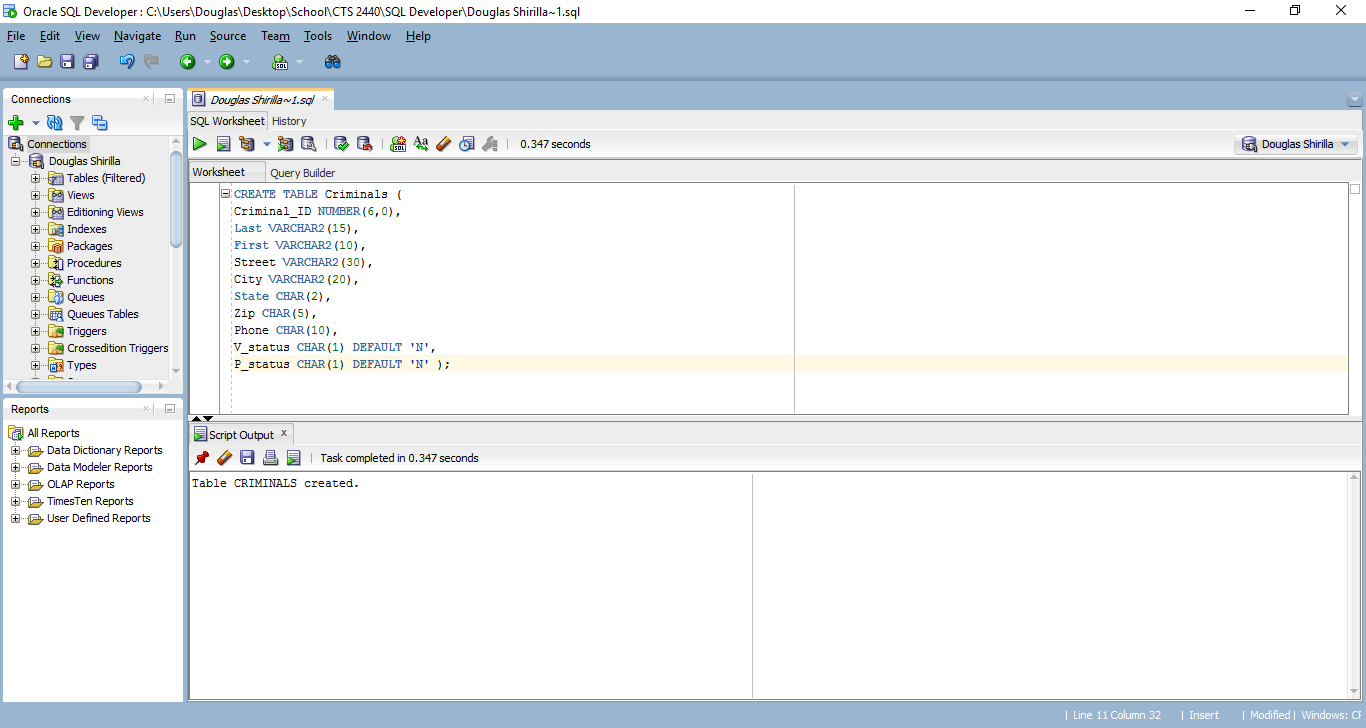 Oracle SQL Developer : C:\Users\Douglas\Desktop\School\CTS 2440\SQL Developer\Douglas Shirilla~1.sql
File Edit View Navigate Run Source Team Tools Window Help
Connections
Connections
Douglas Shirilla
Tables (Filtered)
Views
Editioning Views
Indexes
Packages
Procedures
Functions
Queues
Queues Tables
Triggers
Crossedition Triggers
Types
Reports
All Reports
Data Dictionary Reports
Data Modeler Reports
OLAP Reports
TimesTen Reports
User Defined Reports
Douglas Shirilla~1.sql
SQL Worksheet History
0.347 seconds
Douglas Shirilla
Worksheet Query Builder
CREATE TABLE Criminals (
Criminal_ID NUMBER(6,0),
Last VARCHAR2(15),
First VARCHAR2(10),
Street VARCHAR2(30),
City VARCHAR2(20),
State CHAR(2),
Zip CHAR(5),
Phone CHAR(10),
V_status CHAR(1) DEFAULT 'N',
P_status CHAR(1) DEFAULT 'N' );
Script Output
Task completed in 0.347 seconds
Table CRIMINALS created.
| Line 11 Column 32 | Insert | Modified | Windows: